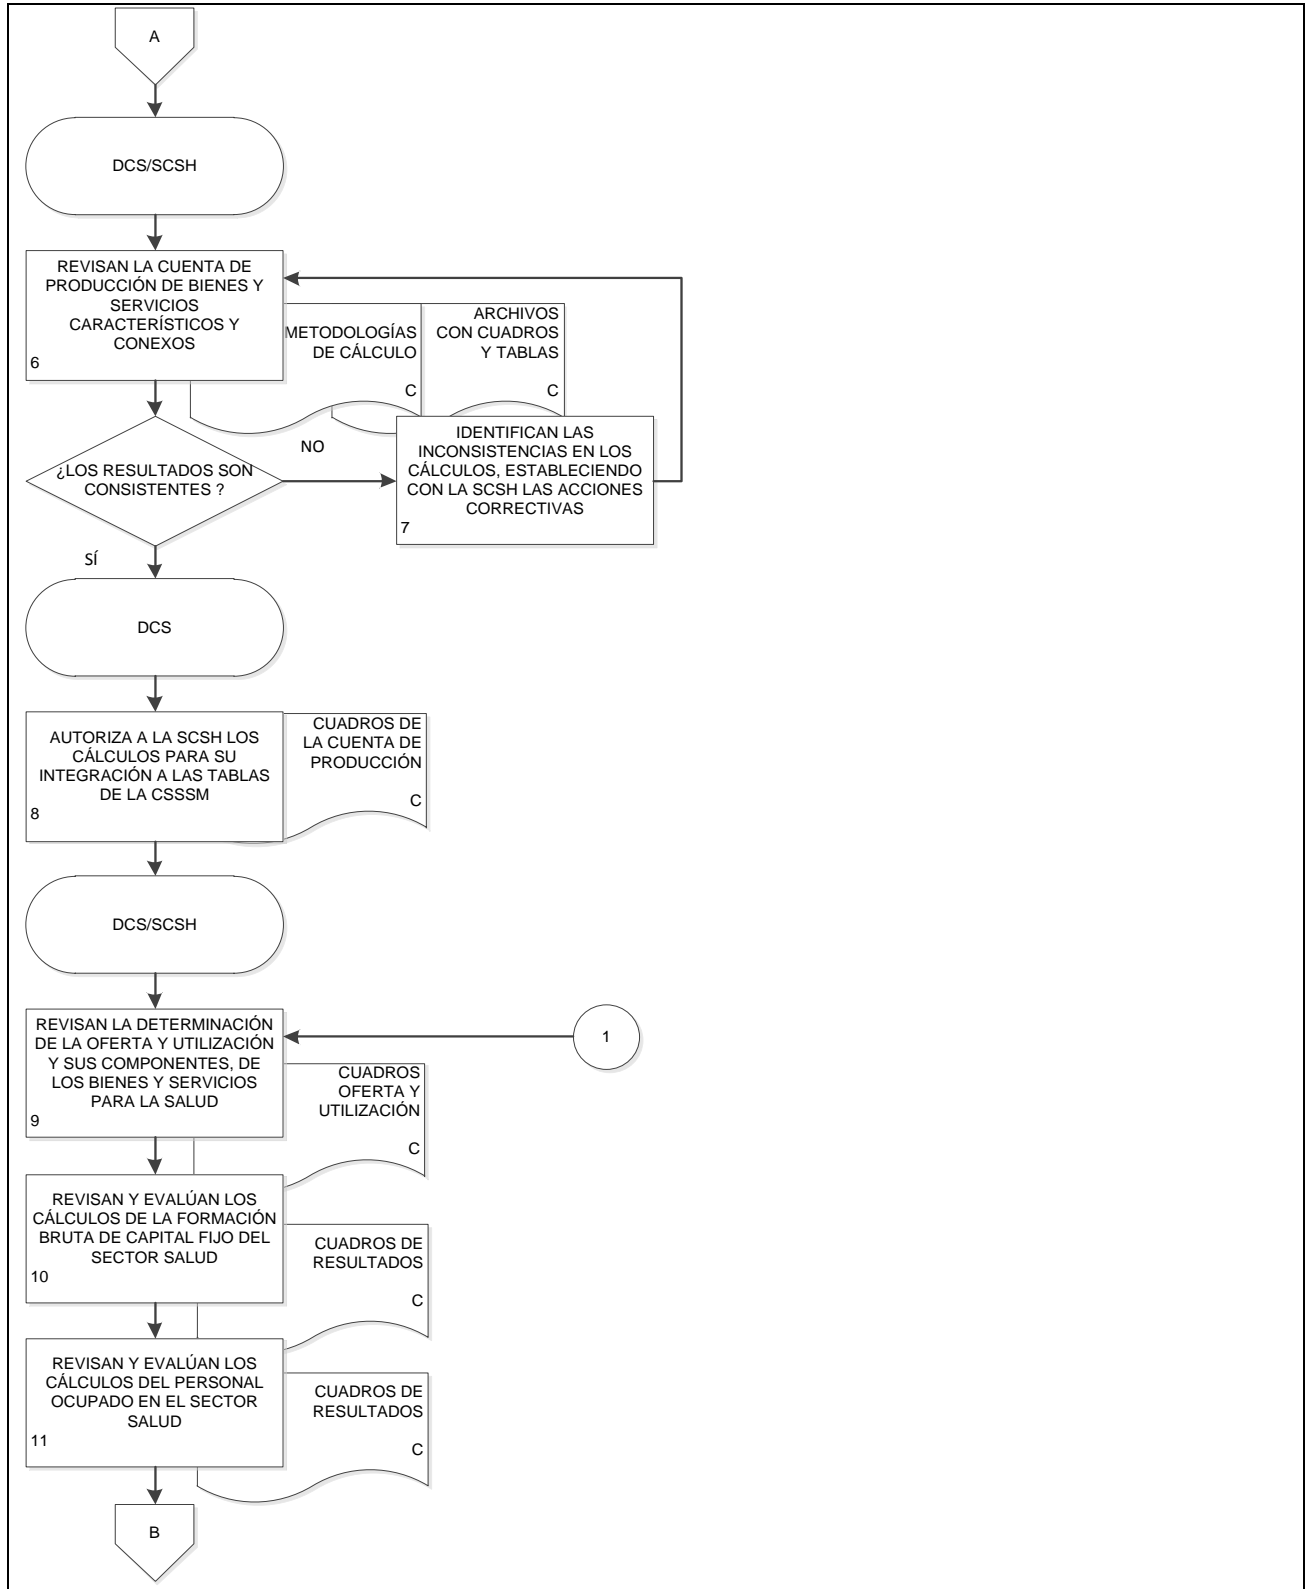 A
DCS/SCSH
REVISAN LA CUENTA DE
PRODUCCIÓN DE BIENES Y
SERVICIOS
CARACTERÍSTICOS Y
CONEXOS
6
METODOLOGÍAS
DE CÁLCULO
C
ARCHIVOS
CON CUADROS
Y TABLAS
C
¿LOS RESULTADOS SON
CONSISTENTES ?
NO
IDENTIFICAN LAS
INCONSISTENCIAS EN LOS
CÁLCULOS, ESTABLECIENDO
CON LA SCSH LAS ACCIONES
CORRECTIVAS
7
SÍ
DCS
AUTORIZA A LA SCSH LOS
CÁLCULOS PARA SU
INTEGRACIÓN A LAS TABLAS
DE LA CSSSM
8
CUADROS DE
LA CUENTA DE
PRODUCCIÓN
C
DCS/SCSH
REVISAN LA DETERMINACIÓN
DE LA OFERTA Y UTILIZACIÓN
Y SUS COMPONENTES, DE
LOS BIENES Y SERVICIOS
PARA LA SALUD
9
1
CUADROS
OFERTA Y
UTILIZACIÓN
C
REVISAN Y EVALÚAN LOS
CÁLCULOS DE LA FORMACIÓN
BRUTA DE CAPITAL FIJO DEL
SECTOR SALUD
10
CUADROS DE
RESULTADOS
C
REVISAN Y EVALÚAN LOS
CÁLCULOS DEL PERSONAL
OCUPADO EN EL SECTOR
SALUD
11
CUADROS DE
RESULTADOS
C
B